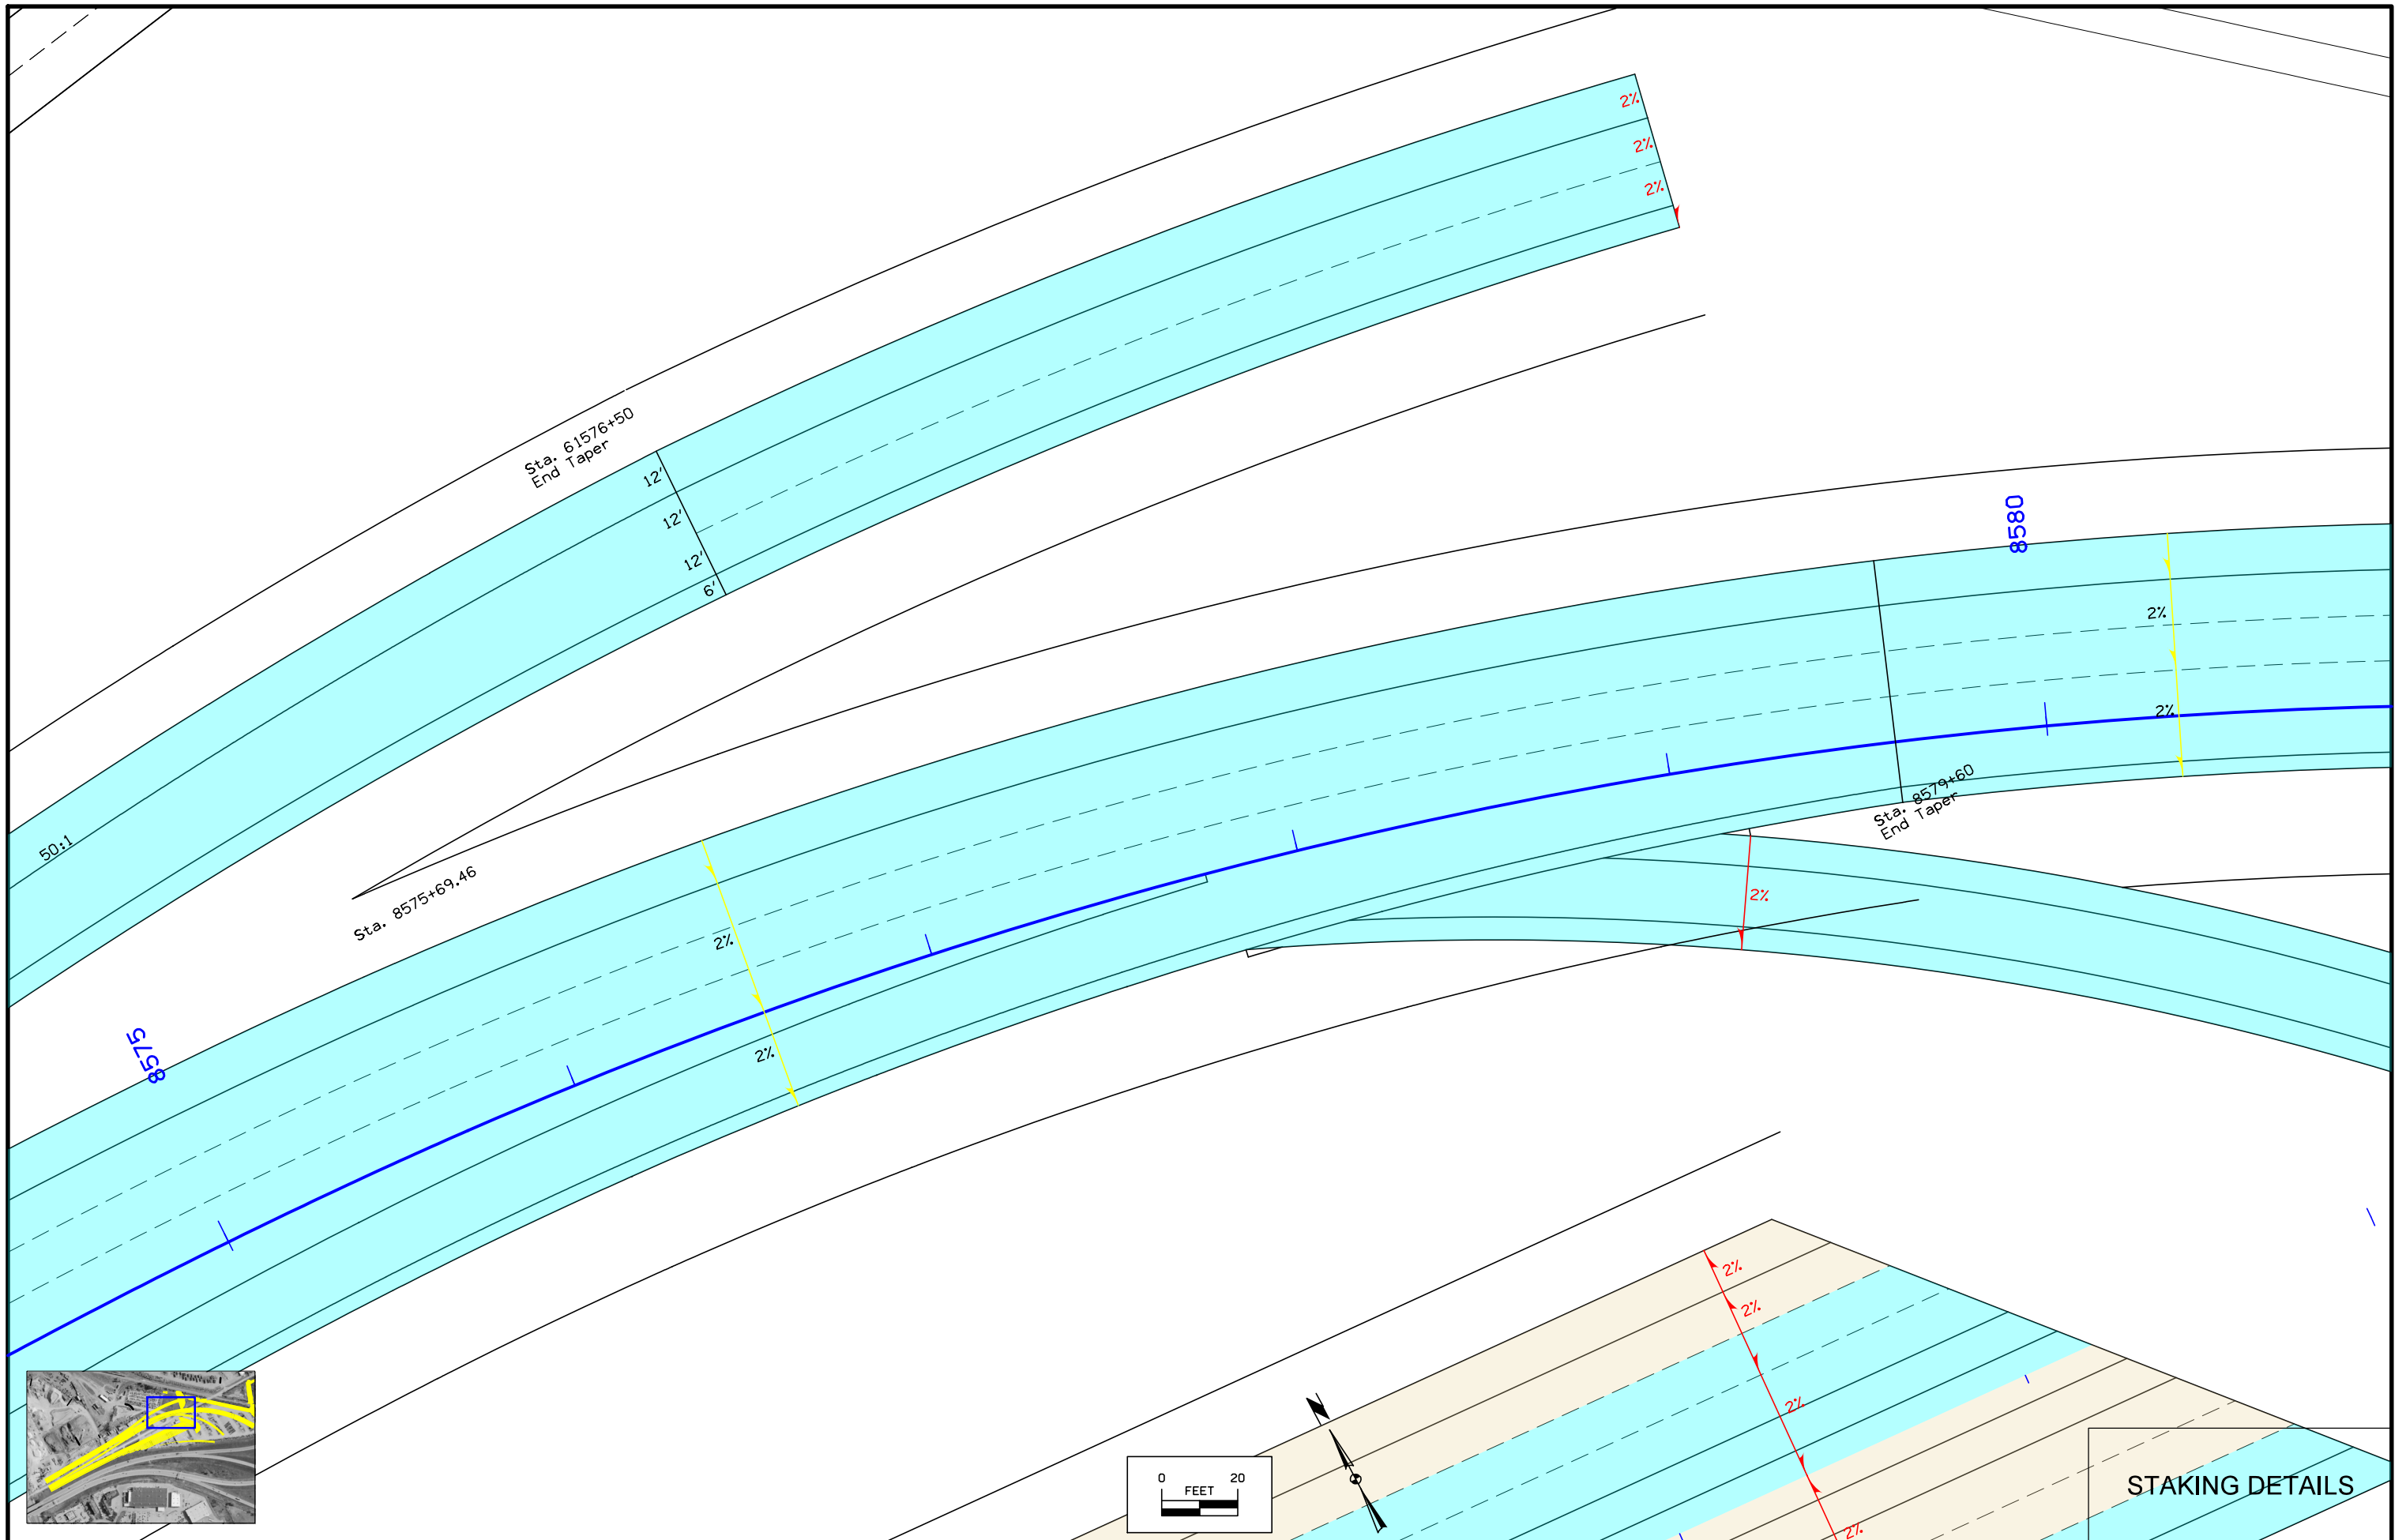 2%
2%
2%
Sta. 61576+50
End Taper
12'
12'
12'
6'
8580
2%
2%
Sta. 8579+60
End Taper
50:1
Sta. 8575+69.46
2%
2%
2%
8575
2%
2%
2%
2%
0 20
FEET
STAKING DETAILS